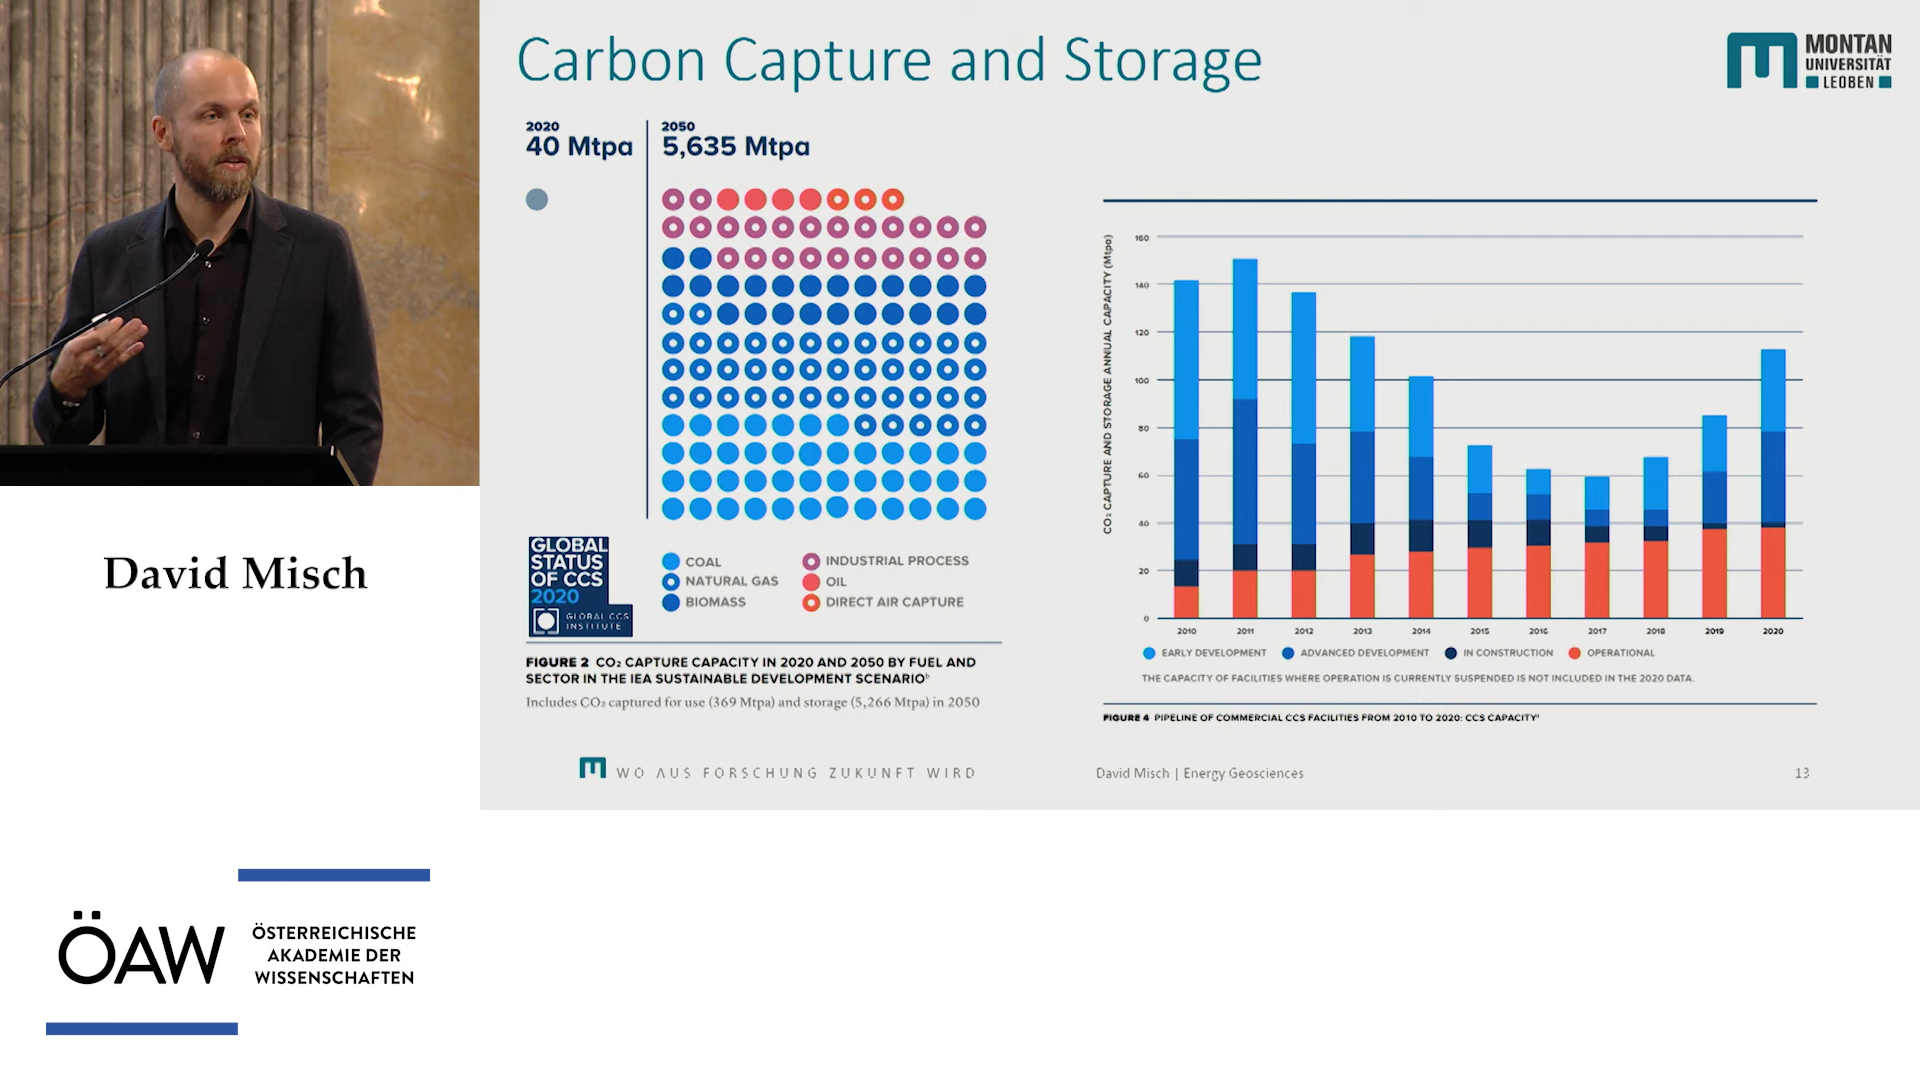 Carbon Capture and Storage
MONTAN
UNIVERSITÄT
LEOBEN
2020
40 Mtpa
2050
5,635 Mtpa
GLOBAL
STATUS
OF CCS
2020
GLOBAL CCS
INSTITUTE
COAL
NATURAL GAS
BIOMASS
INDUSTRIAL PROCESS
OIL
DIRECT AIR CAPTURE
FIGURE 2 CO₂ CAPTURE CAPACITY IN 2020 AND 2050 BY FUEL AND
SECTOR IN THE IEA SUSTAINABLE DEVELOPMENT SCENARIO
Includes CO₂ captured for use (369 Mtpa) and storage (5,266 Mtpa) in 2050
CO₂ CAPTURE AND STORAGE ANNUAL CAPACITY (Mtpa)
160
140
120
100
80
60
40
20
0
2010 2011 2012 2013 2014 2015 2016 2017 2018 2019 2020
EARLY DEVELOPMENT ADVANCED DEVELOPMENT IN CONSTRUCTION OPERATIONAL
THE CAPACITY OF FACILITIES WHERE OPERATION IS CURRENTLY SUSPENDED IS NOT INCLUDED IN THE 2020 DATA.
FIGURE 4 PIPELINE OF COMMERCIAL CCS FACILITIES FROM 2010 TO 2020: CCS CAPACITY
WO AUS FORSCHUNG ZUKUNFT WIRD
David Misch | Energy Geosciences
13
David Misch
ÖAW
ÖSTERREICHISCHE
AKADEMIE DER
WISSENSCHAFTEN